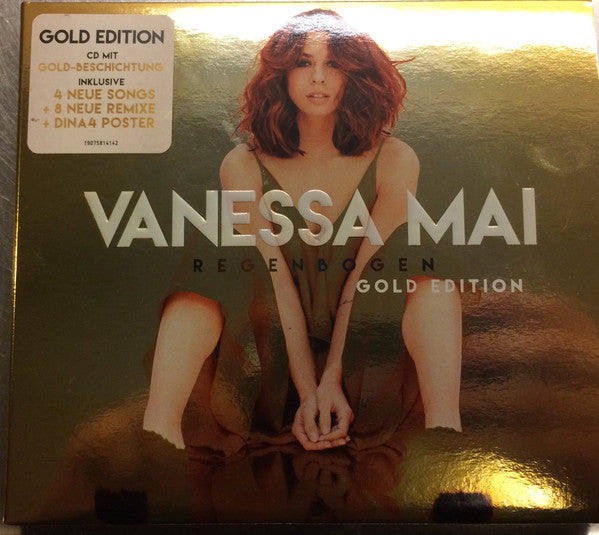 GOLD EDITION
CD MIT
GOLD-BESCHICHTUNG
INKLUSIVE
4 NEUE SONGS
+ 8 NEUE REMIXE
+ DINA4 POSTER
19075814142
VANESSA MAI
REGENBOGEN
GOLD EDITION